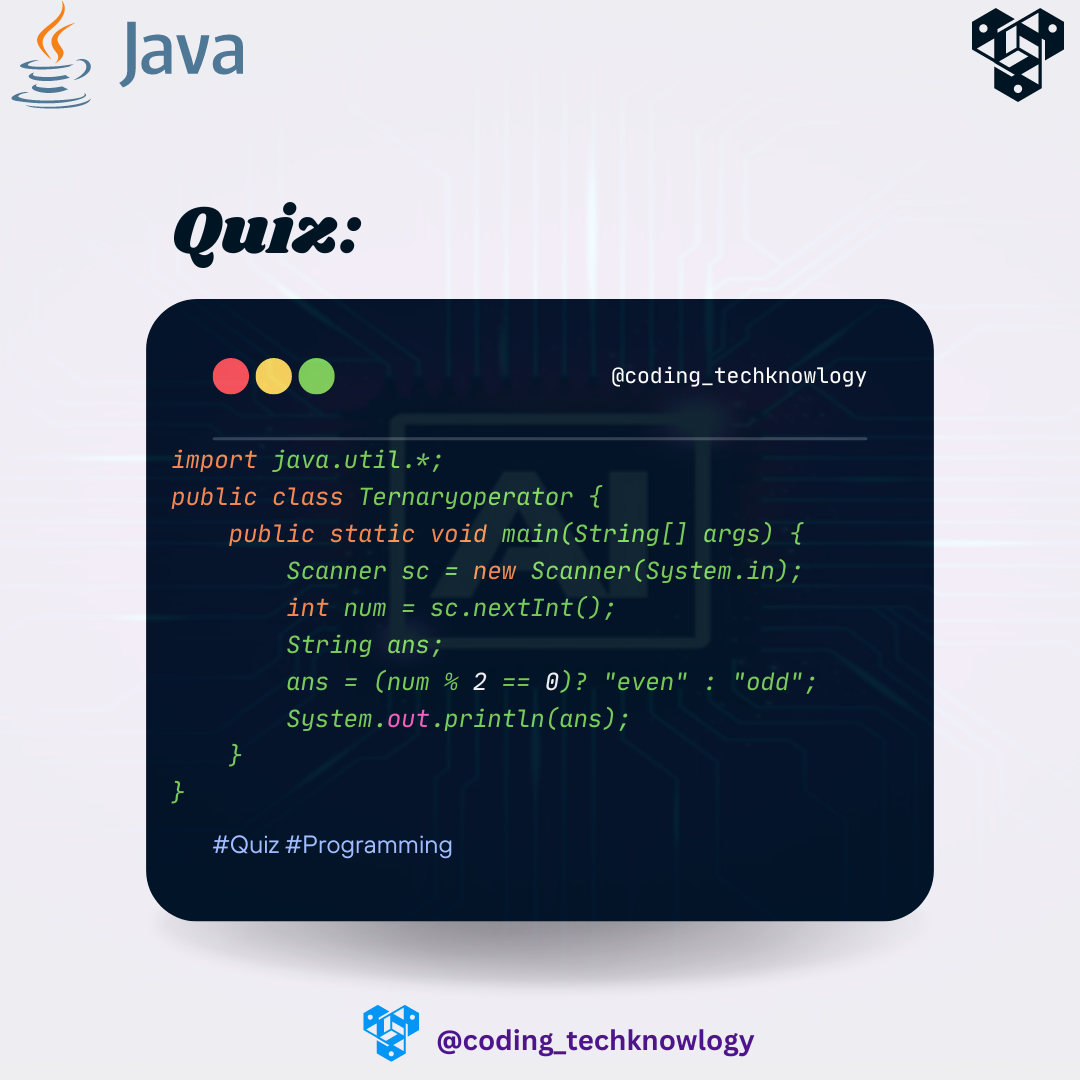 Java
Quiz:
@coding_techknowlogy
import java.util.*;
public class Ternaryoperator {
    public static void main(String[] args) {
        Scanner sc = new Scanner(System.in);
        int num = sc.nextInt();
        String ans;
        ans = (num % 2 == 0)? "even" : "odd";
        System.out.println(ans);
    }
}
#Quiz #Programming
AI
@coding_techknowlogy